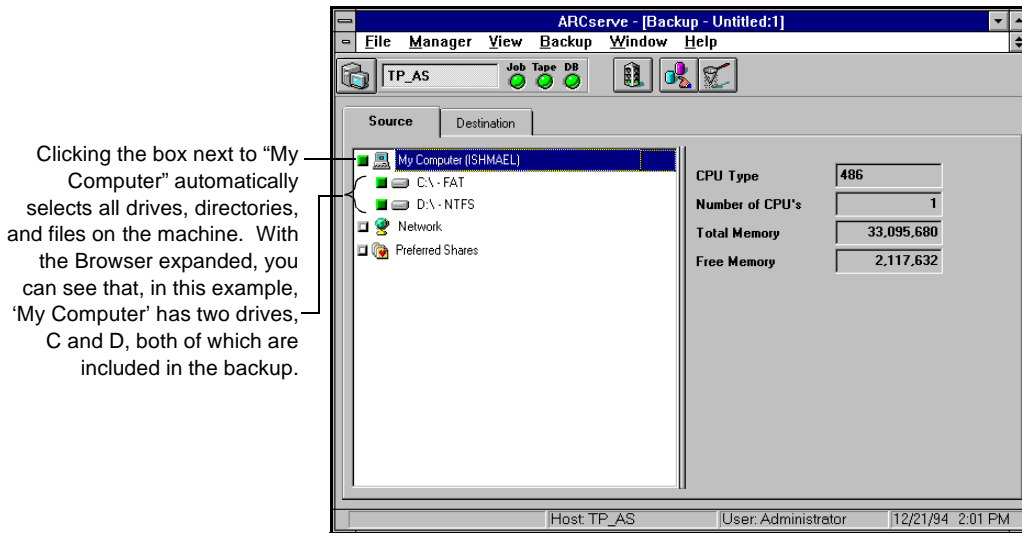 ARCserve - [Backup - Untitled:1]
File Manager View Backup Window Help
TP_AS
Job Tape DB
Source Destination
Clicking the box next to “My
Computer” automatically
selects all drives, directories,
and files on the machine. With
the Browser expanded, you
can see that, in this example,
‘My Computer’ has two drives,
C and D, both of which are
included in the backup.
My Computer (ISHMAEL)
C:\ - FAT
D:\ - NTFS
Network
Preferred Shares
CPU Type 486
Number of CPU's 1
Total Memory 33,095,680
Free Memory 2,117,632
Host: TP_AS User: Administrator 12/21/94 2:01 PM